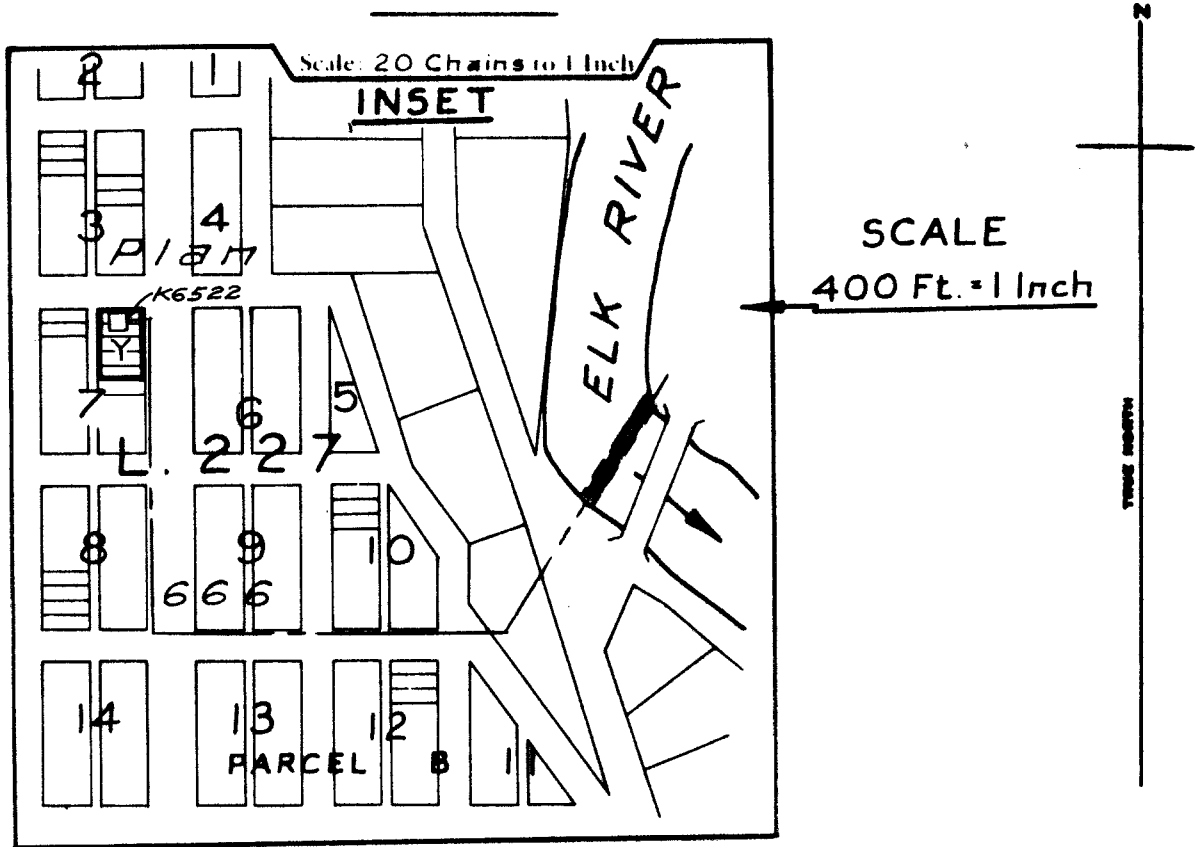 N
Scale: 20 Chains to 1 Inch
INSET
2
1
ELK RIVER
3
4
Plan
SCALE
400 Ft. = 1 Inch
K6522
Y
7
6
5
L. 227
TRUE NORTH
8
9
10
666
14
13
12
PARCEL B
11